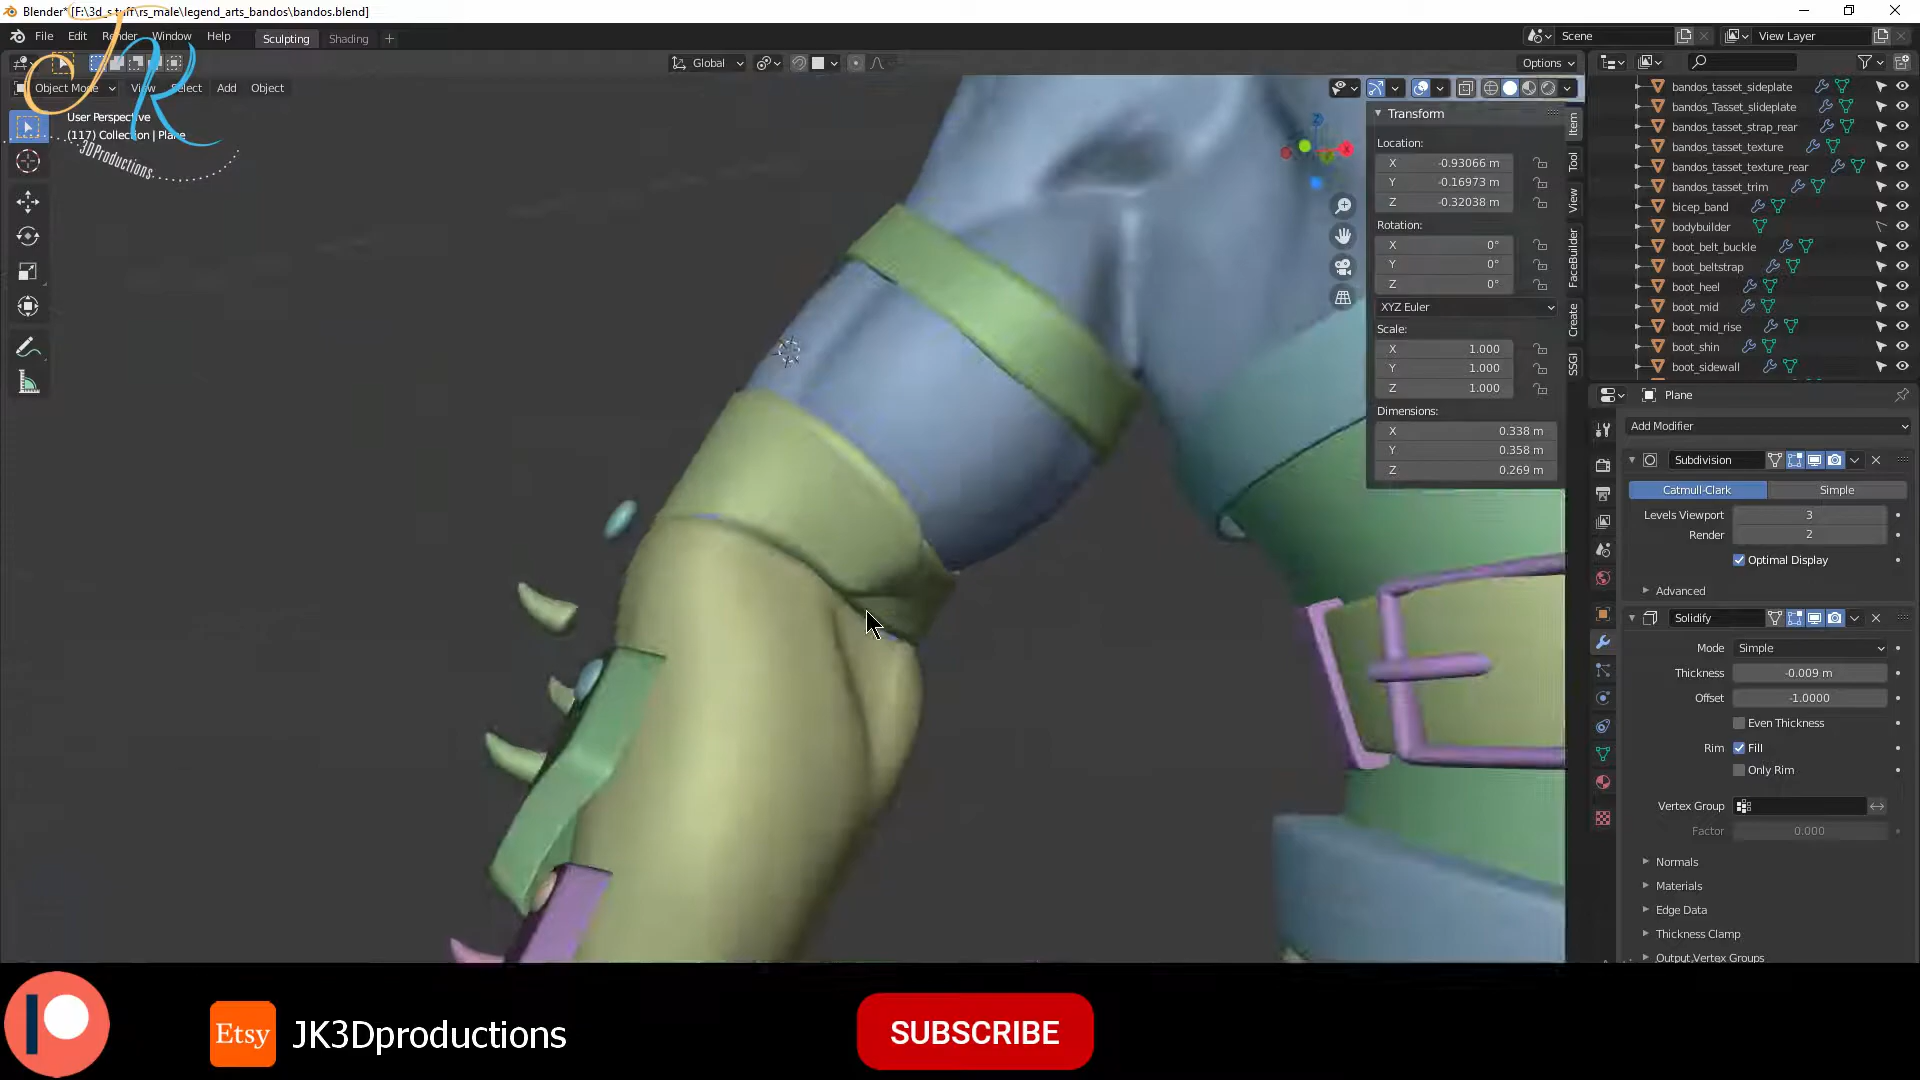 Blender* [F:\3d_stuff\rs_male\legend_arts_bandos\bandos.blend]
File Edit Render Window Help Sculpting Shading +
Scene
View Layer
Global
Options
Object Mode View Select Add Object
User Perspective
(117) Collection | Plane
JR
3DProductions
Transform
Location:
X -0.93066 m
Y -0.16973 m
Z -0.32038 m
Rotation:
X 0°
Y 0°
Z 0°
XYZ Euler
Scale:
X 1.000
Y 1.000
Z 1.000
Dimensions:
X 0.338 m
Y 0.358 m
Z 0.269 m
Item
Tool
View
FaceBuilder
Create
SSGI
bandos_tasset_sideplate
bandos_Tasset_slideplate
bandos_tasset_strap_rear
bandos_tasset_texture
bandos_tasset_texture_rear
bandos_tasset_trim
bicep_band
bodybuilder
boot_belt_buckle
boot_beltstrap
boot_heel
boot_mid
boot_mid_rise
boot_shin
boot_sidewall
Plane
Add Modifier
Subdivision
Catmull-Clark Simple
Levels Viewport 3
Render 2
Optimal Display
Advanced
Solidify
Mode Simple
Thickness -0.009 m
Offset -1.0000
Even Thickness
Rim Fill
Only Rim
Vertex Group
Factor 0.000
Normals
Materials
Edge Data
Thickness Clamp
Output Vertex Groups
Etsy JK3Dproductions
SUBSCRIBE